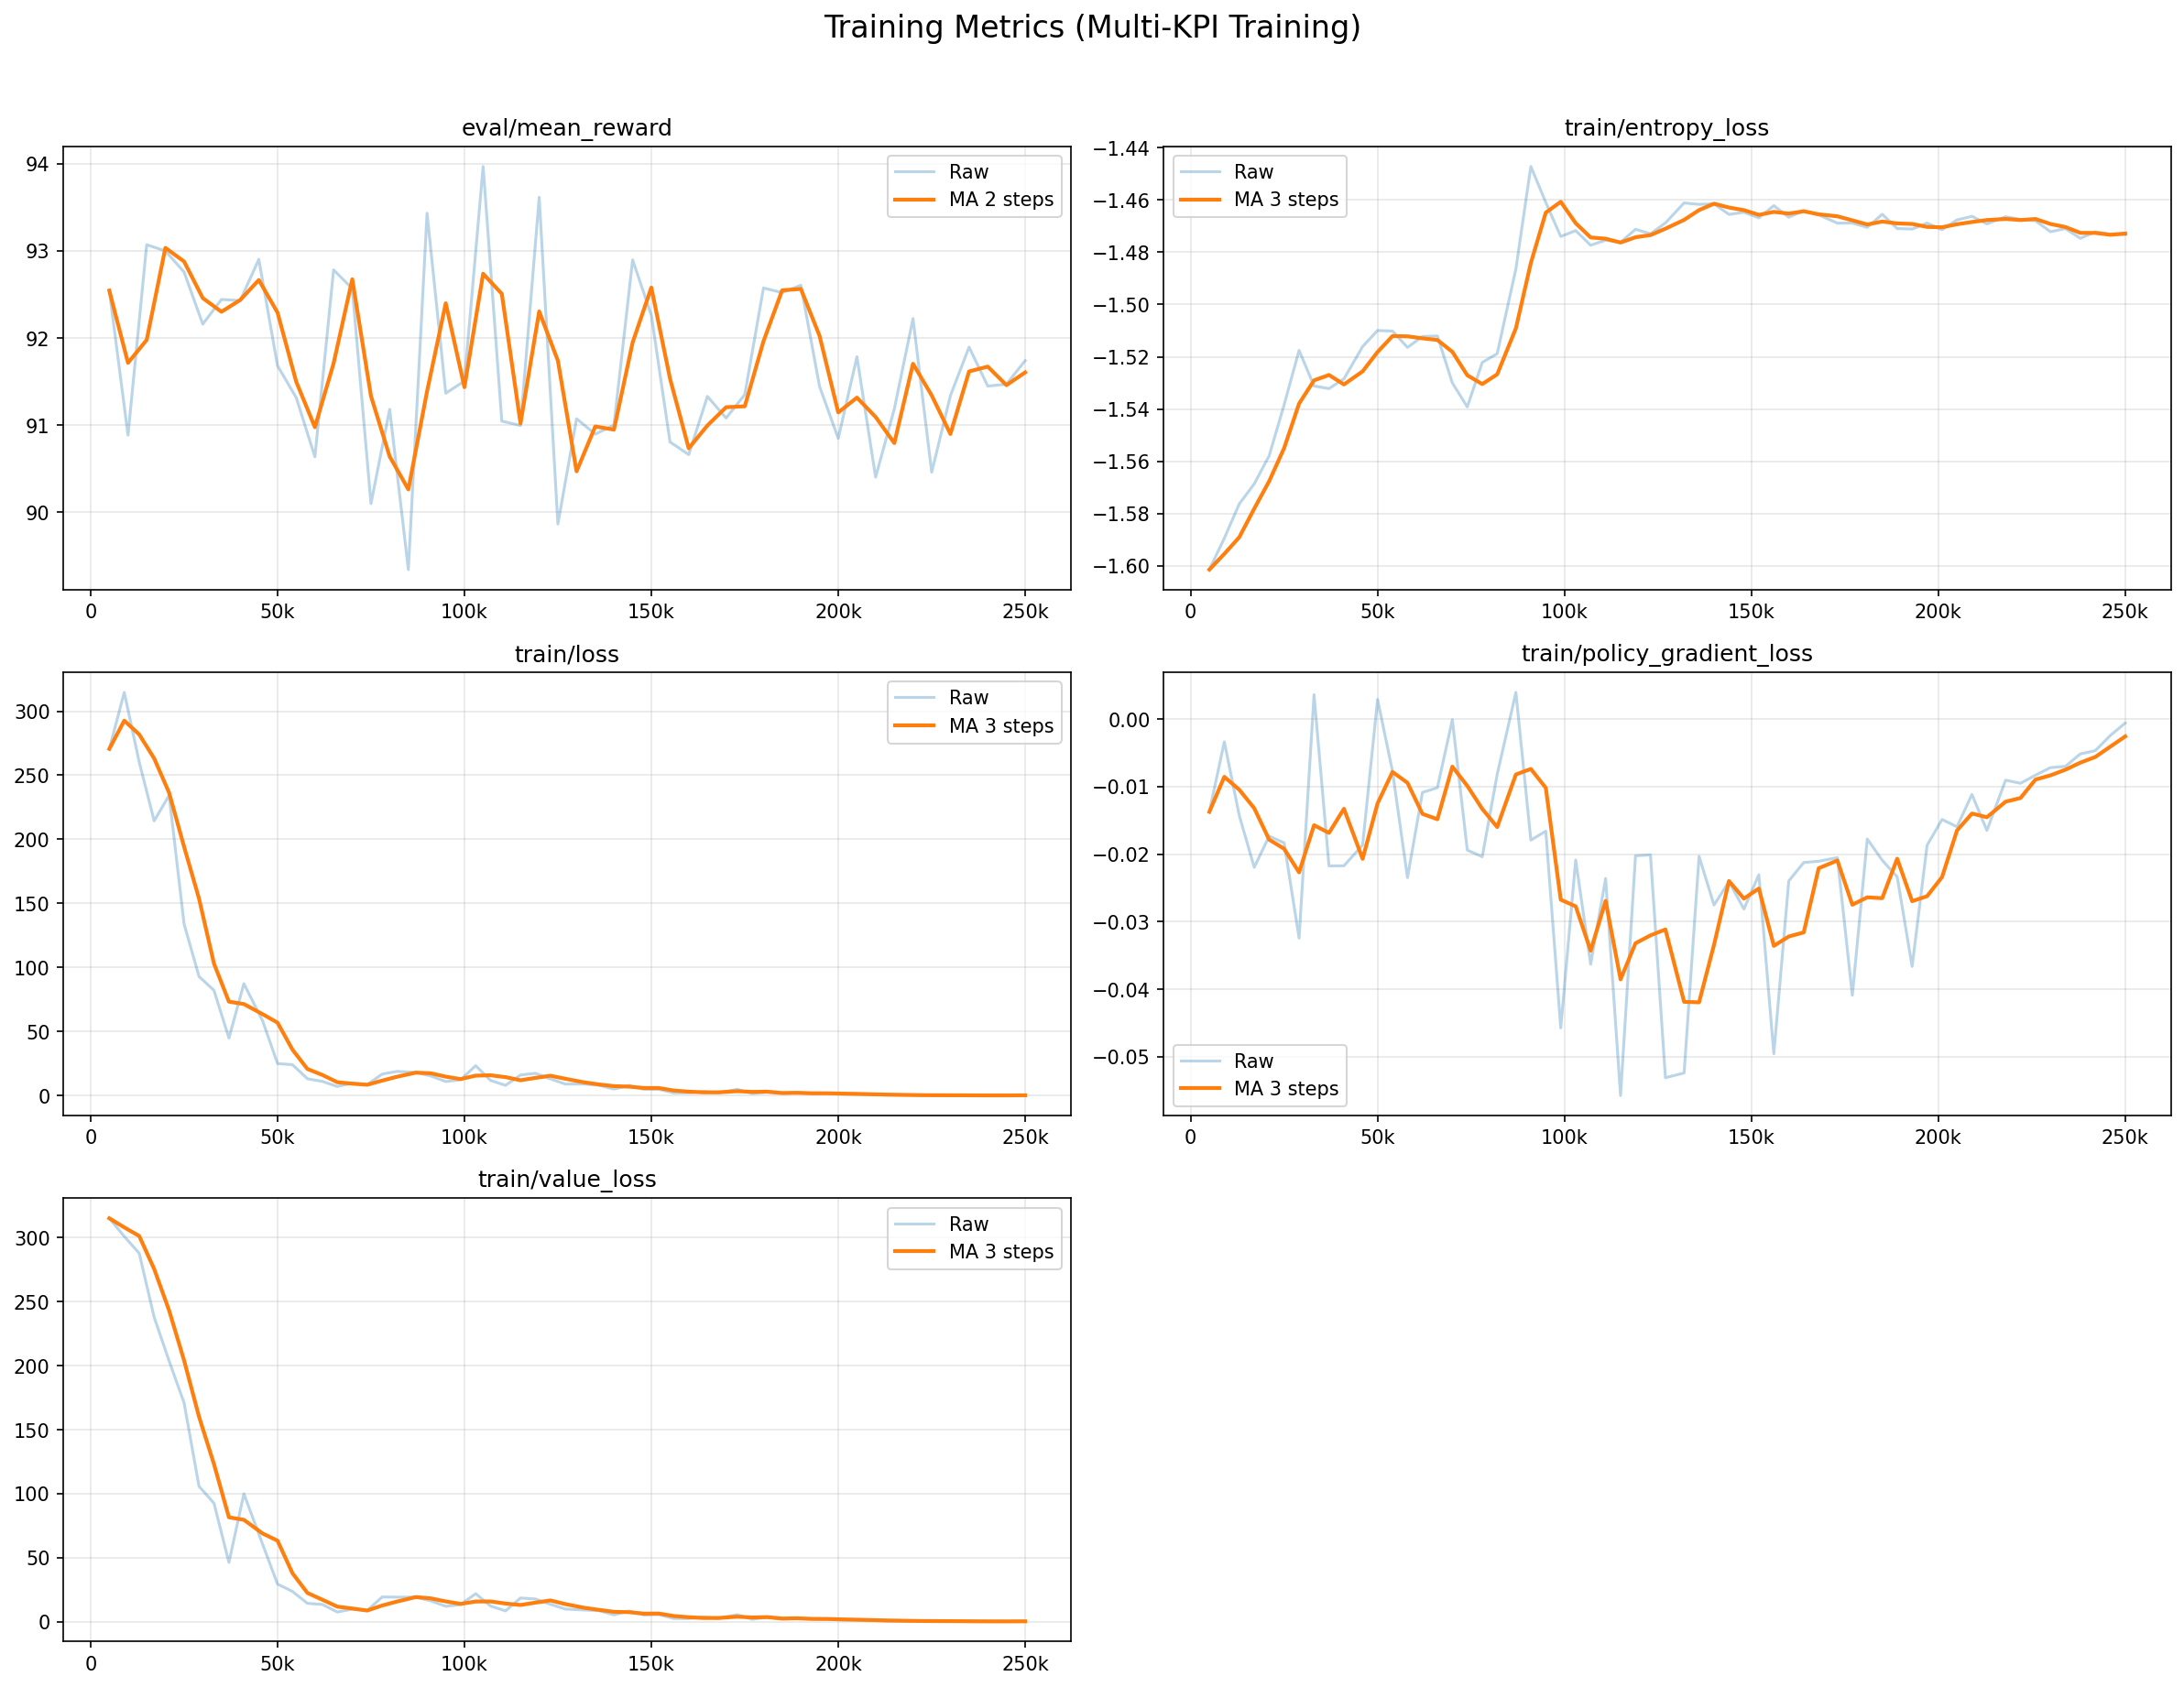 Training Metrics (Multi-KPI Training)
eval/mean_reward
94
93
92
91
90
Raw
MA 2 steps
0 50k 100k 150k 200k 250k
train/entropy_loss
−1.44
−1.46
−1.48
−1.50
−1.52
−1.54
−1.56
−1.58
−1.60
Raw
MA 3 steps
0 50k 100k 150k 200k 250k
train/loss
300
250
200
150
100
50
0
Raw
MA 3 steps
0 50k 100k 150k 200k 250k
train/policy_gradient_loss
0.00
−0.01
−0.02
−0.03
−0.04
−0.05
Raw
MA 3 steps
0 50k 100k 150k 200k 250k
train/value_loss
300
250
200
150
100
50
0
Raw
MA 3 steps
0 50k 100k 150k 200k 250k